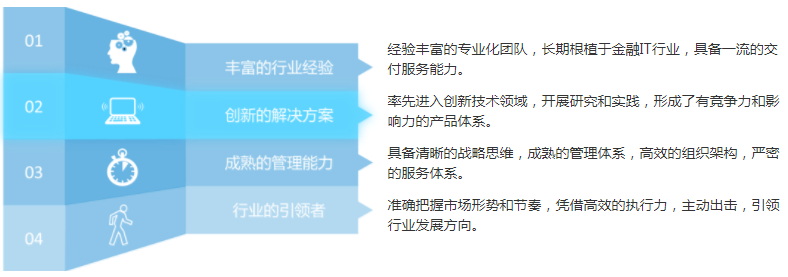 01
丰富的行业经验
经验丰富的专业化团队，长期根植于金融IT行业，具备一流的交
付服务能力。
02
创新的解决方案
率先进入创新技术领域，开展研究和实践，形成了有竞争力和影
响力的产品体系。
03
成熟的管理能力
具备清晰的战略思维，成熟的管理体系，高效的组织架构，严密
的服务体系。
04
行业的引领者
准确把握市场形势和节奏，凭借高效的执行力，主动出击，引领
行业发展方向。